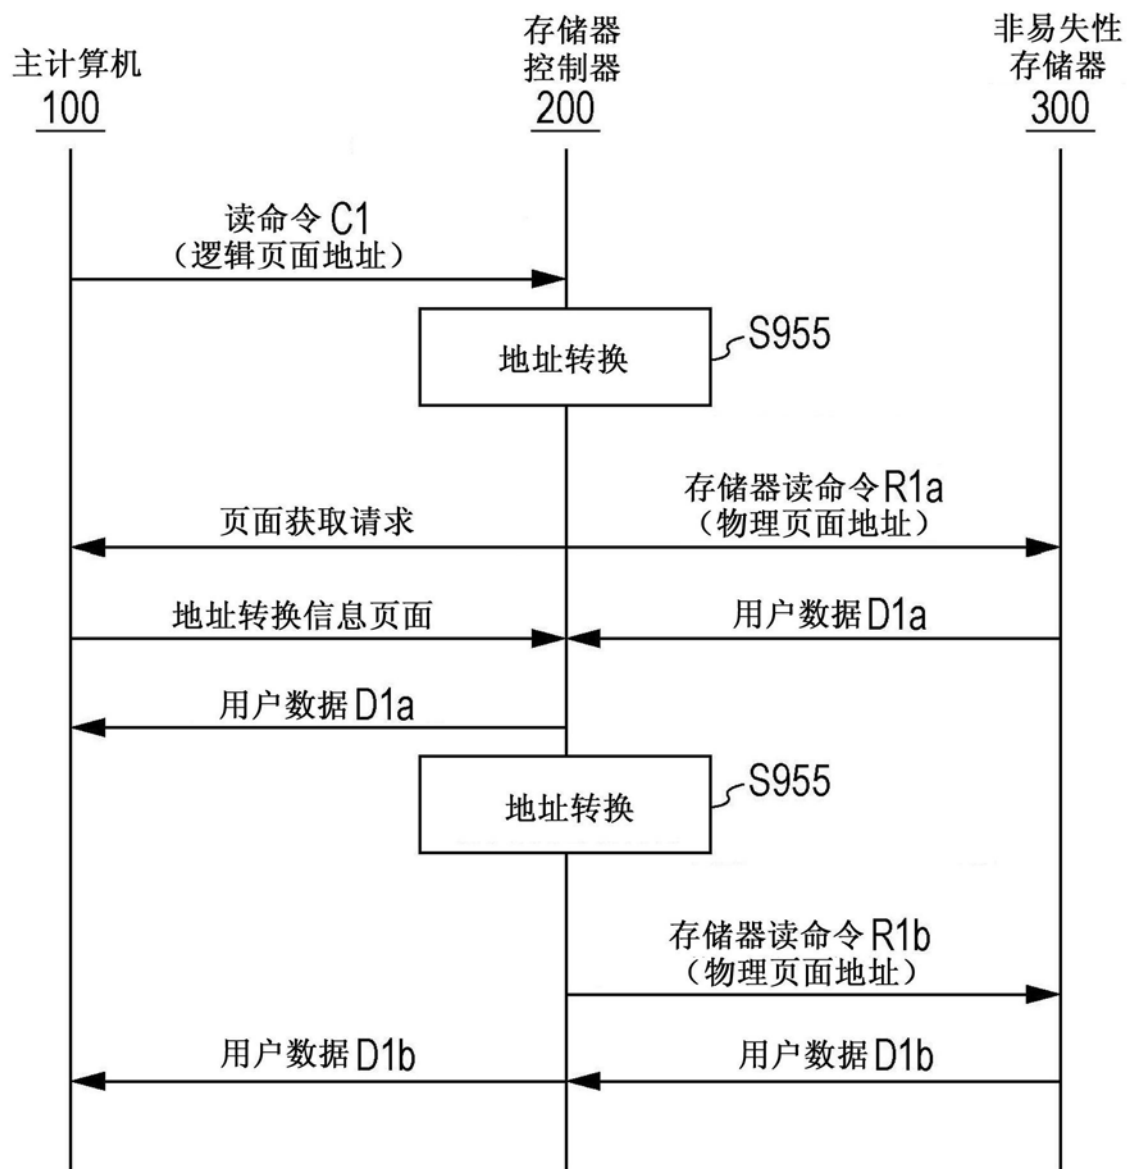 主计算机
100
存储器
控制器
200
非易失性
存储器
300
读命令 C1
（逻辑页面地址）
地址转换
S955
页面获取请求
存储器读命令 R1a
（物理页面地址）
地址转换信息页面
用户数据 D1a
用户数据 D1a
地址转换
S955
存储器读命令 R1b
（物理页面地址）
用户数据 D1b
用户数据 D1b